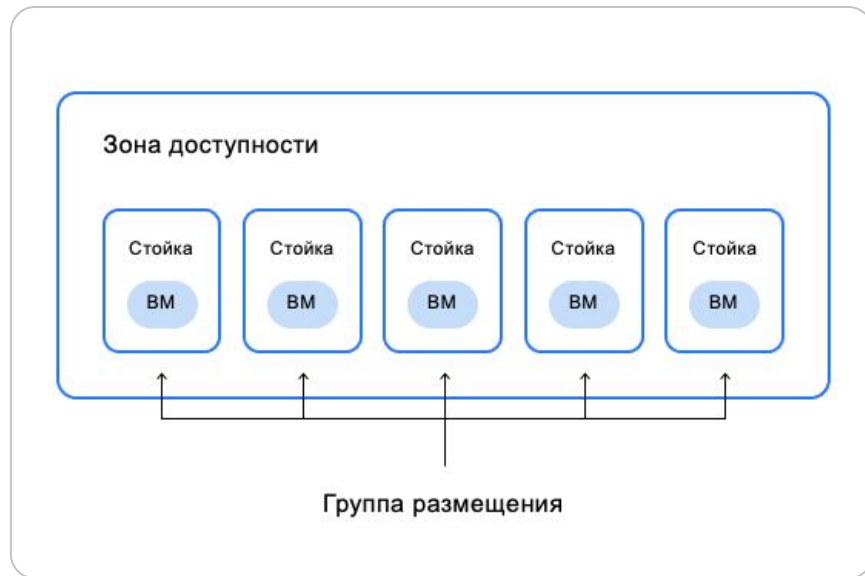 Зона доступности
Стойка Стойка Стойка Стойка Стойка
ВМ ВМ ВМ ВМ ВМ
Группа размещения